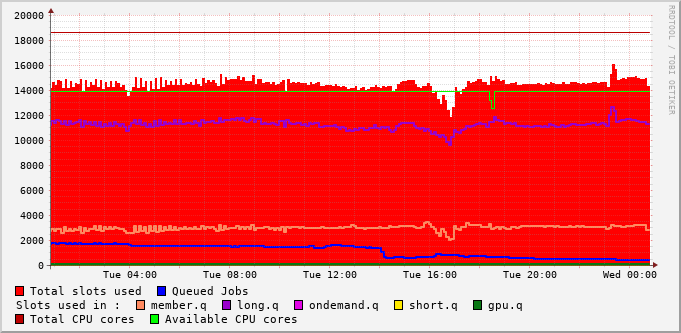 20000
18000
16000
14000
12000
10000
8000
6000
4000
2000
0
Tue 04:00 Tue 08:00 Tue 12:00 Tue 16:00 Tue 20:00 Wed 00:00
RRDTOOL / TOBI OETIKER
Total slots used Queued Jobs
Slots used in : member.q long.q ondemand.q short.q gpu.q
Total CPU cores Available CPU cores